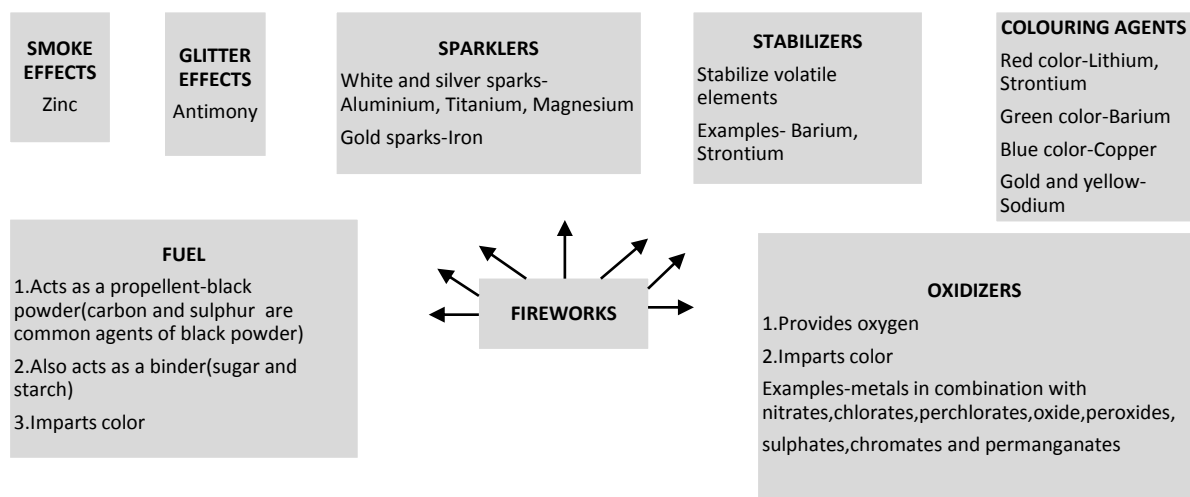 SMOKE
EFFECTS
Zinc
GLITTER
EFFECTS
Antimony
SPARKLERS
White and silver sparks-
Aluminium, Titanium, Magnesium
Gold sparks-Iron
STABILIZERS
Stabilize volatile
elements
Examples- Barium,
Strontium
COLOURING AGENTS
Red color-Lithium,
Strontium
Green color-Barium
Blue color-Copper
Gold and yellow-
Sodium
FUEL
1.Acts as a propellent-black
powder(carbon and sulphur are
common agents of black powder)
2.Also acts as a binder(sugar and
starch)
3.Imparts color
FIREWORKS
OXIDIZERS
1.Provides oxygen
2.Imparts color
Examples-metals in combination with
nitrates,chlorates,perchlorates,oxide,peroxides,
sulphates,chromates and permanganates